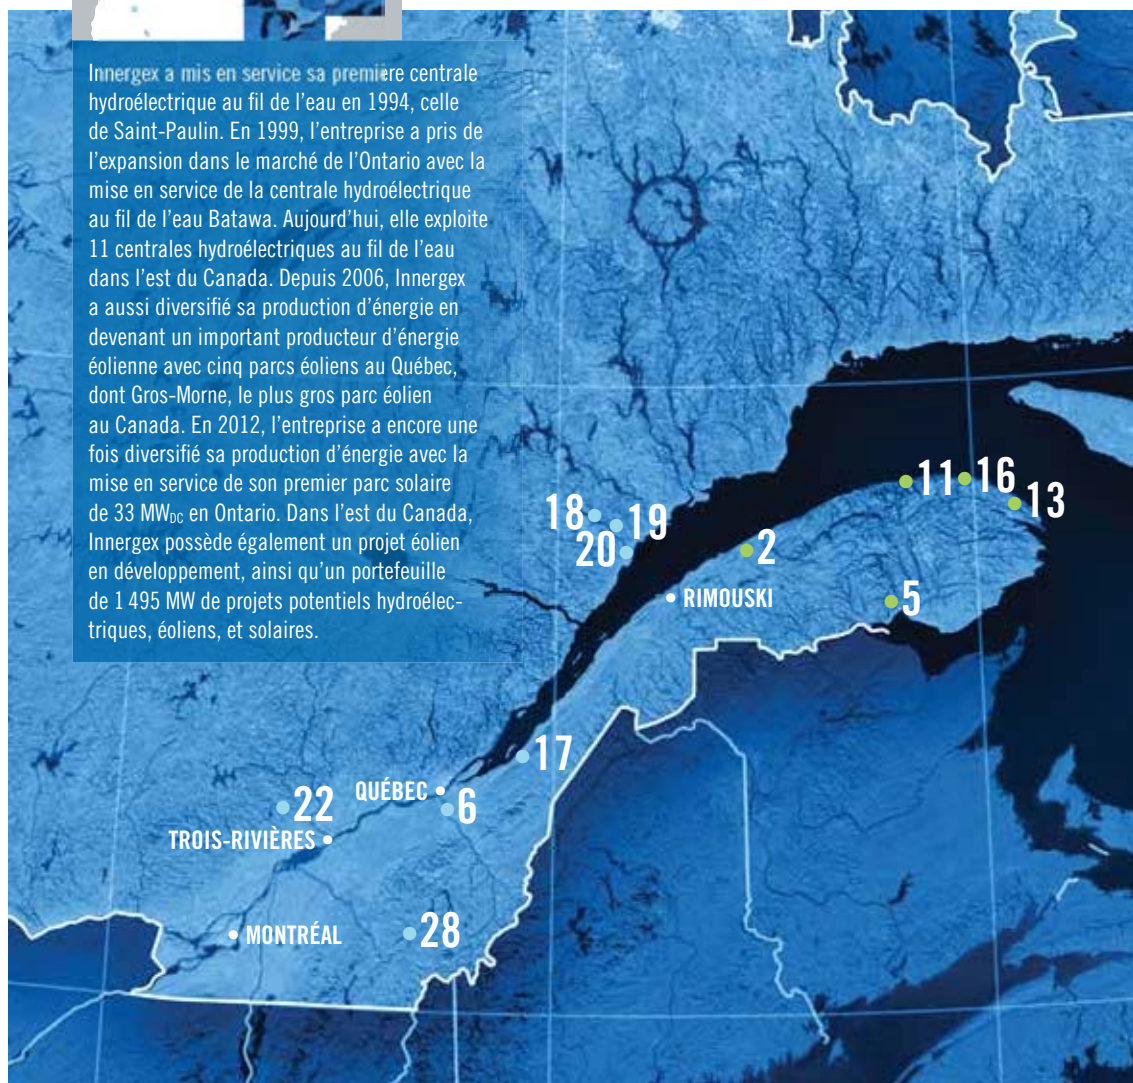 Innergex a mis en service sa première centrale
hydroélectrique au fil de l'eau en 1994, celle
de Saint-Paulin. En 1999, l'entreprise a pris de
l'expansion dans le marché de l'Ontario avec la
mise en service de la centrale hydroélectrique
au fil de l'eau Batawa. Aujourd'hui, elle exploite
11 centrales hydroélectriques au fil de l'eau
dans l'est du Canada. Depuis 2006, Innergex
a aussi diversifié sa production d'énergie en
devenant un important producteur d'énergie
éolienne avec cinq parcs éoliens au Québec,
dont Gros-Morne, le plus gros parc éolien
au Canada. En 2012, l'entreprise a encore une
fois diversifié sa production d'énergie avec la
mise en service de son premier parc solaire
de 33 MWDC en Ontario. Dans l'est du Canada,
Innergex possède également un projet éolien
en développement, ainsi qu'un portefeuille
de 1 495 MW de projets potentiels hydroélec-
triques, éoliens, et solaires.
11
16
13
18
19
20
2
RIMOUSKI
5
17
QUÉBEC
6
22
TROIS-RIVIÈRES
MONTRÉAL
28